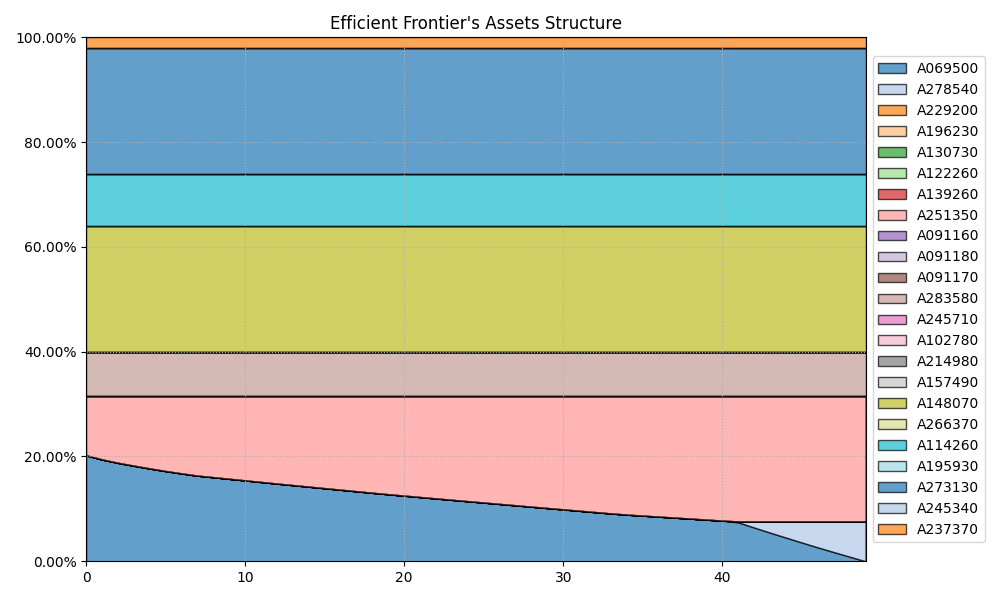 Efficient Frontier's Assets Structure
100.00%
80.00%
60.00%
40.00%
20.00%
0.00%
0
10
20
30
40
A069500
A278540
A229200
A196230
A130730
A122260
A139260
A251350
A091160
A091180
A091170
A283580
A245710
A102780
A214980
A157490
A148070
A266370
A114260
A195930
A273130
A245340
A237370